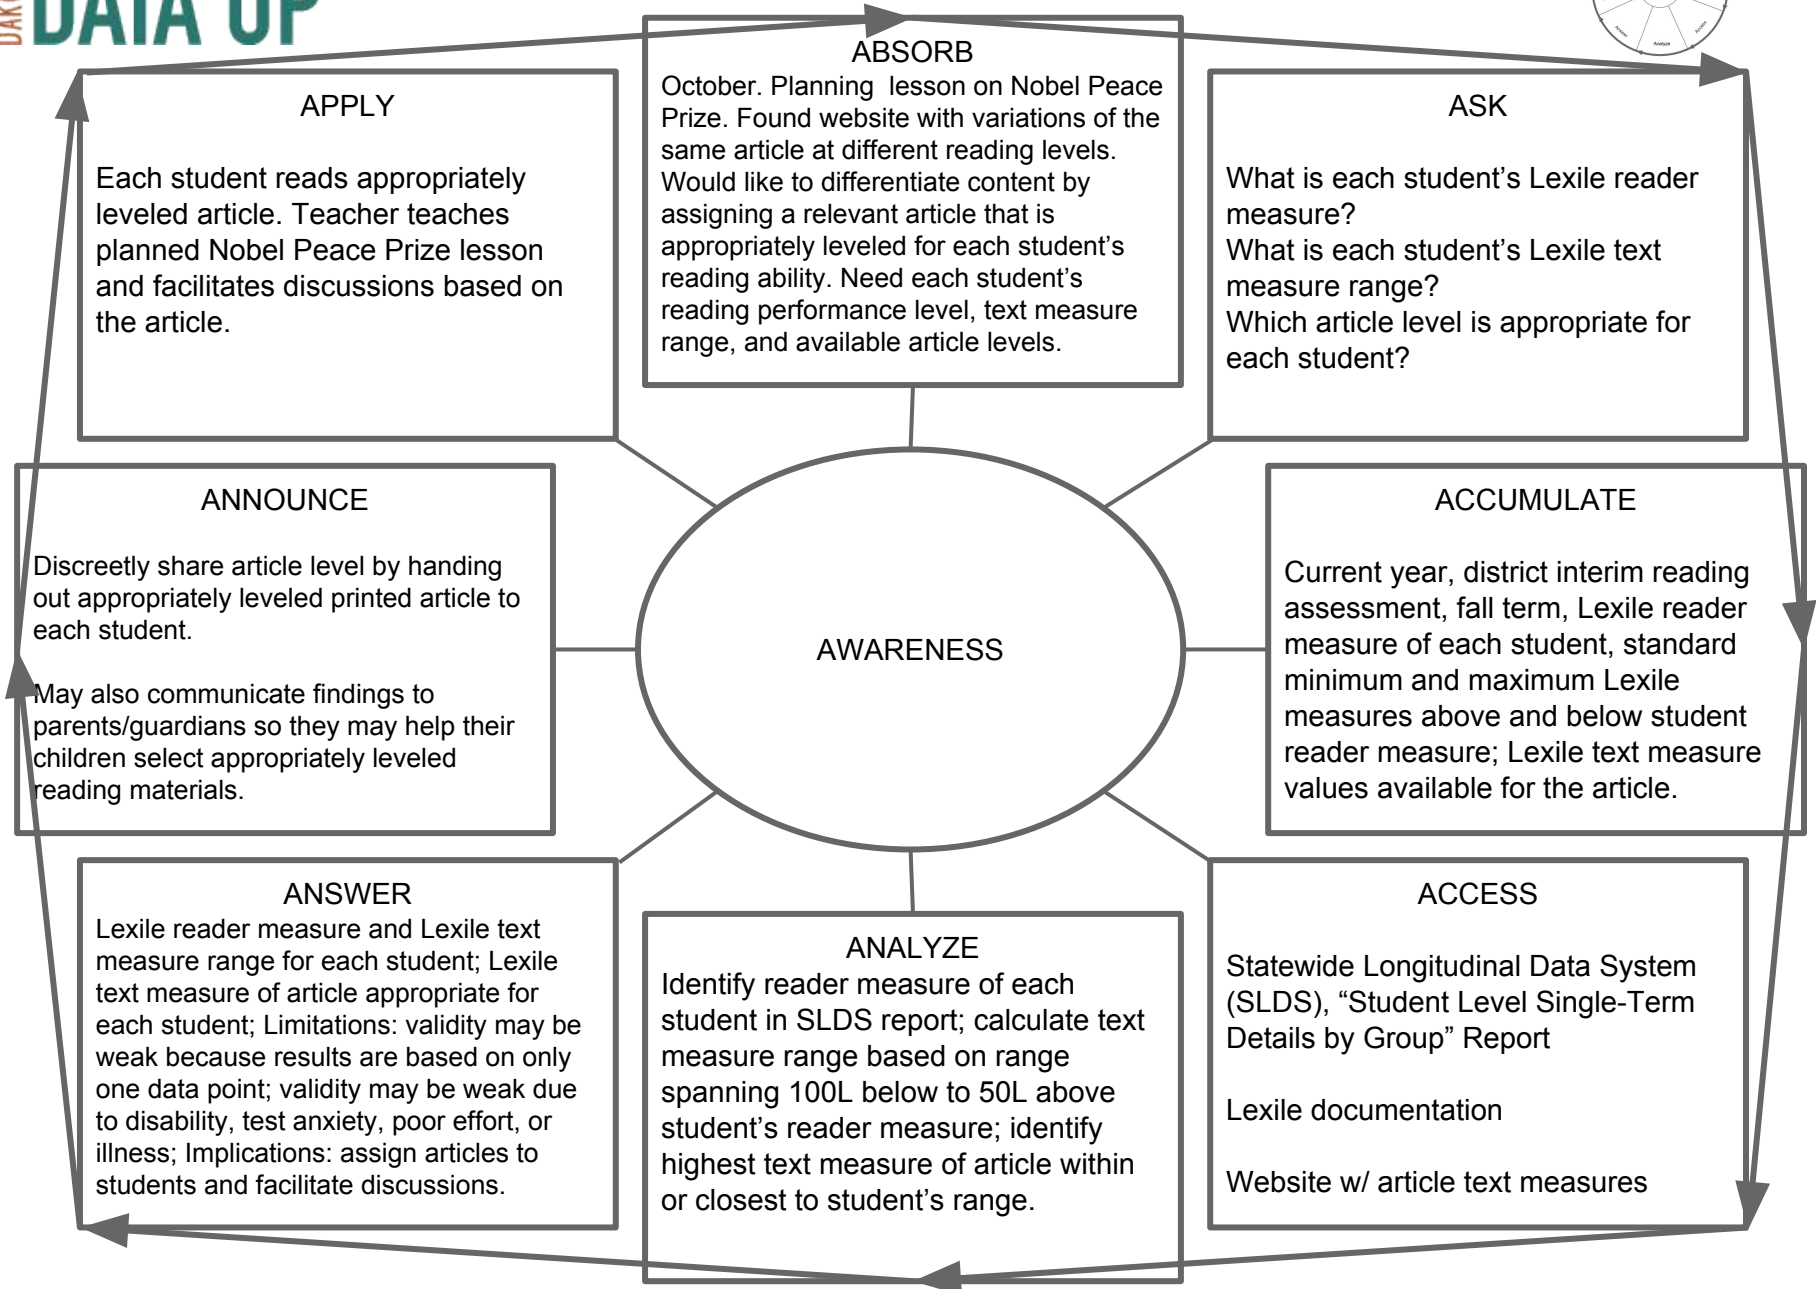 DATA UP
Analyze
ABSORB
October. Planning lesson on Nobel Peace
Prize. Found website with variations of the
same article at different reading levels.
Would like to differentiate content by
assigning a relevant article that is
appropriately leveled for each student’s
reading ability. Need each student’s
reading performance level, text measure
range, and available article levels.
ASK
What is each student’s Lexile reader
measure?
What is each student’s Lexile text
measure range?
Which article level is appropriate for
each student?
ACCUMULATE
Current year, district interim reading
assessment, fall term, Lexile reader
measure of each student, standard
minimum and maximum Lexile
measures above and below student
reader measure; Lexile text measure
values available for the article.
ACCESS
Statewide Longitudinal Data System
(SLDS), “Student Level Single-Term
Details by Group” Report
Lexile documentation
Website w/ article text measures
ANALYZE
Identify reader measure of each
student in SLDS report; calculate text
measure range based on range
spanning 100L below to 50L above
student’s reader measure; identify
highest text measure of article within
or closest to student’s range.
ANSWER
Lexile reader measure and Lexile text
measure range for each student; Lexile
text measure of article appropriate for
each student; Limitations: validity may be
weak because results are based on only
one data point; validity may be weak due
to disability, test anxiety, poor effort, or
illness; Implications: assign articles to
students and facilitate discussions.
ANNOUNCE
Discreetly share article level by handing
out appropriately leveled printed article to
each student.
May also communicate findings to
parents/guardians so they may help their
children select appropriately leveled
reading materials.
APPLY
Each student reads appropriately
leveled article. Teacher teaches
planned Nobel Peace Prize lesson
and facilitates discussions based on
the article.
AWARENESS